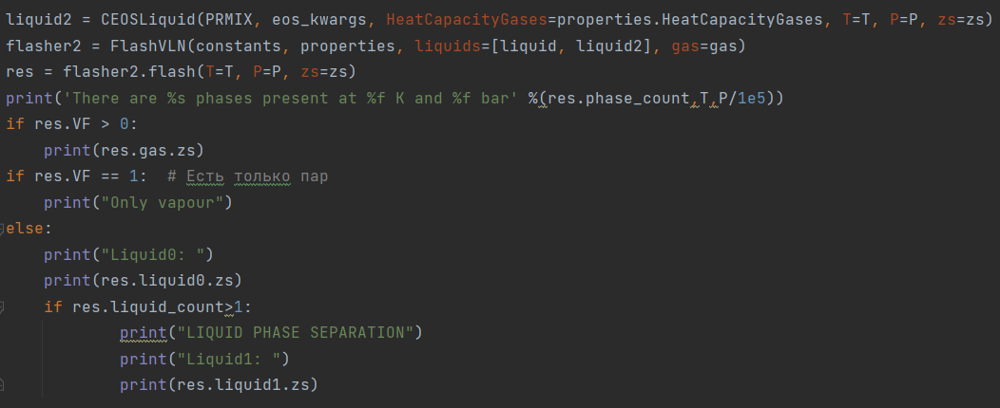 liquid2 = CEOSLiquid(PRMIX, eos_kwargs, HeatCapacityGases=properties.HeatCapacityGases, T=T, P=P, zs=zs)
flasher2 = FlashVLN(constants, properties, liquids=[liquid, liquid2], gas=gas)
res = flasher2.flash(T=T, P=P, zs=zs)
print('There are %s phases present at %f K and %f bar' %(res.phase_count,T,P/1e5))
if res.VF > 0:
    print(res.gas.zs)
if res.VF == 1:  # Есть только пар
    print("Only vapour")
else:
    print("Liquid0: ")
    print(res.liquid0.zs)
    if res.liquid_count>1:
            print("LIQUID PHASE SEPARATION")
            print("Liquid1: ")
            print(res.liquid1.zs)